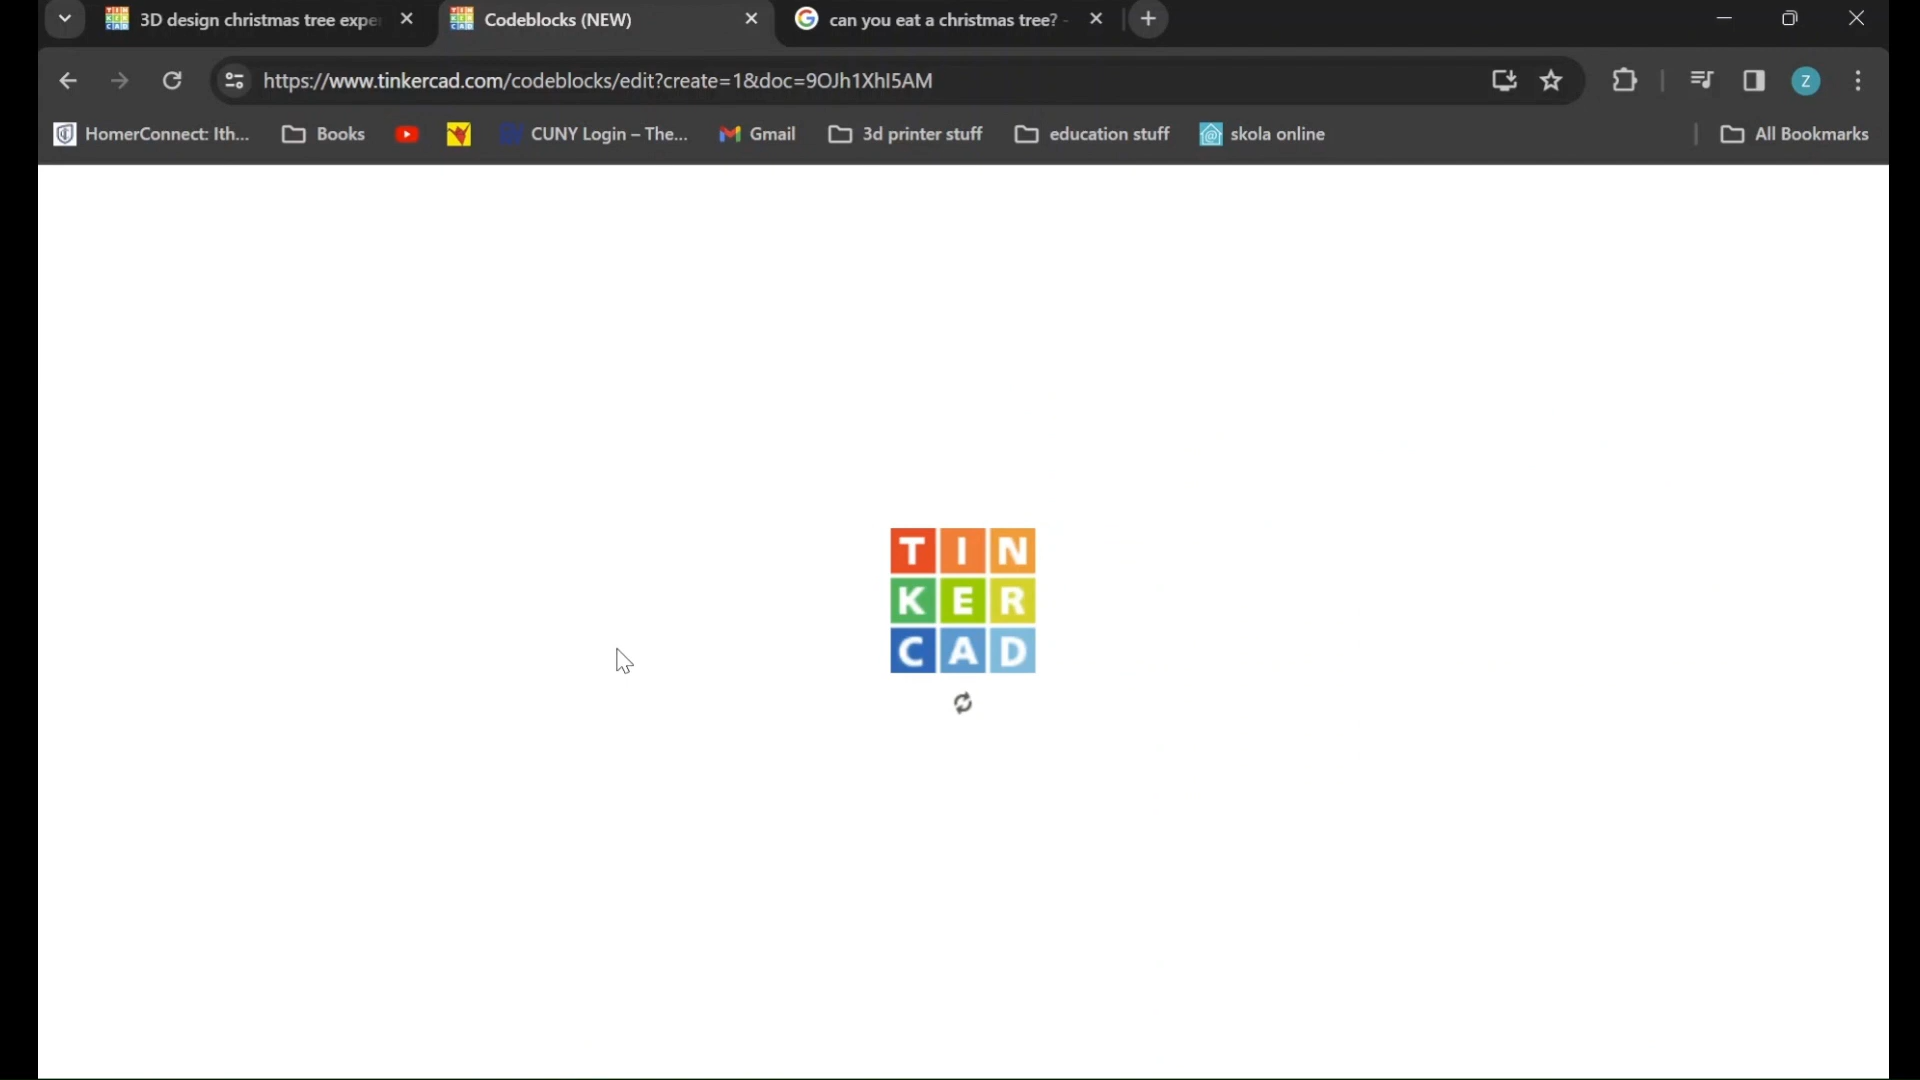 3D design christmas tree expe
Codeblocks (NEW)
can you eat a christmas tree? -
https://www.tinkercad.com/codeblocks/edit?create=1&doc=9OJh1XhI5AM
Z
HomerConnect: Ith...
Books
CUNY Login – The...
Gmail
3d printer stuff
education stuff
skola online
All Bookmarks
TIN
KER
CAD